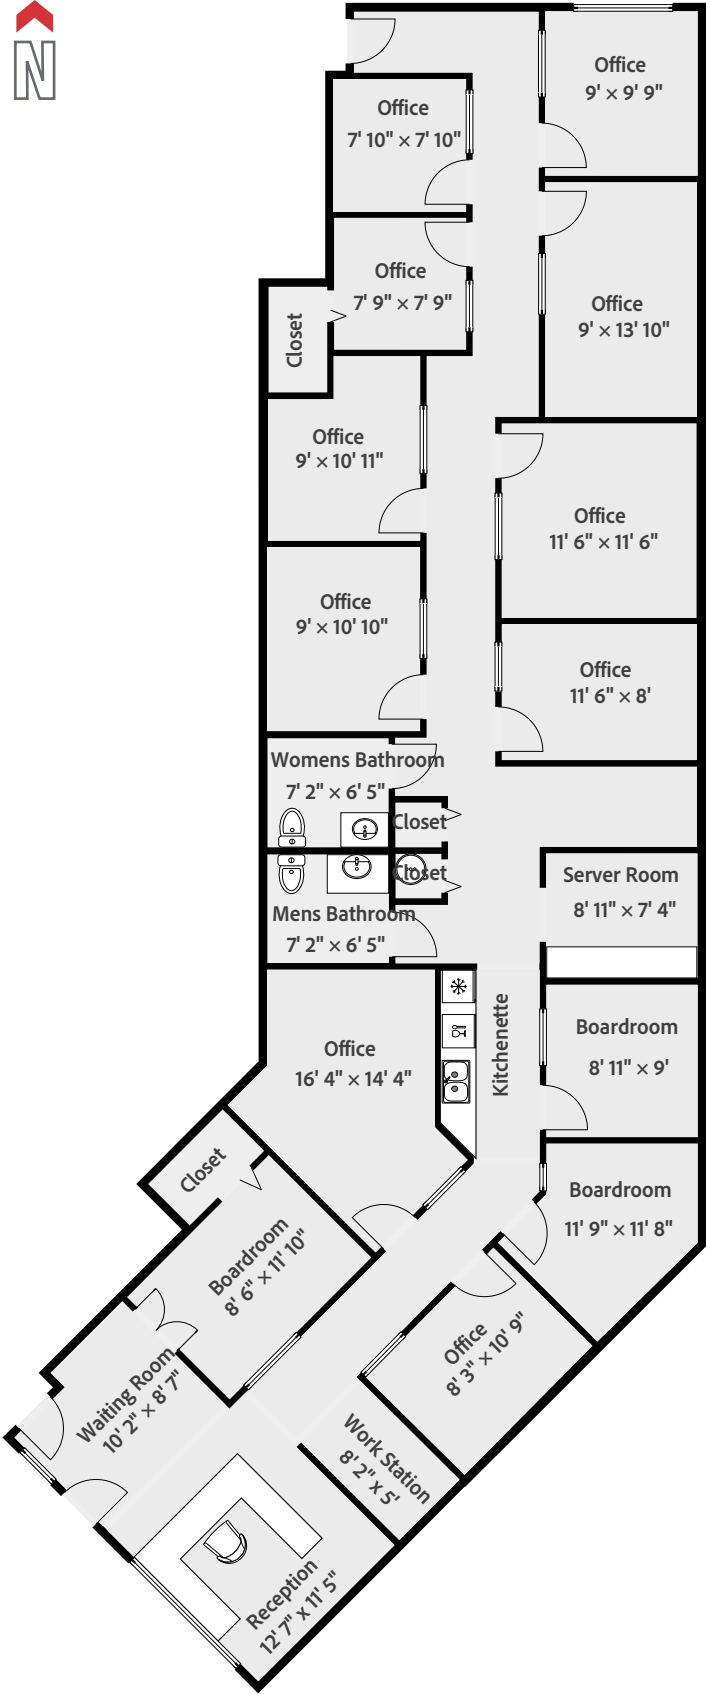 N
Office
9' × 9' 9"
Office
7' 10" × 7' 10"
Office
7' 9" × 7' 9"
Office
9' × 13' 10"
Closet
Office
9' × 10' 11"
Office
11' 6" × 11' 6"
Office
9' × 10' 10"
Office
11' 6" × 8'
Womens Bathroom
7' 2" × 6' 5"
Closet
Closet
Server Room
8' 11" × 7' 4"
Mens Bathroom
7' 2" × 6' 5"
Kitchenette
Boardroom
8' 11" × 9'
Office
16' 4" × 14' 4"
Closet
Boardroom
11' 9" × 11' 8"
Boardroom
8' 6" × 11' 10"
Office
8' 3" × 10' 9"
Waiting Room
10' 2" × 8' 7"
Work Station
8' 2" x 5'
Reception
12' 7" x 11' 5"